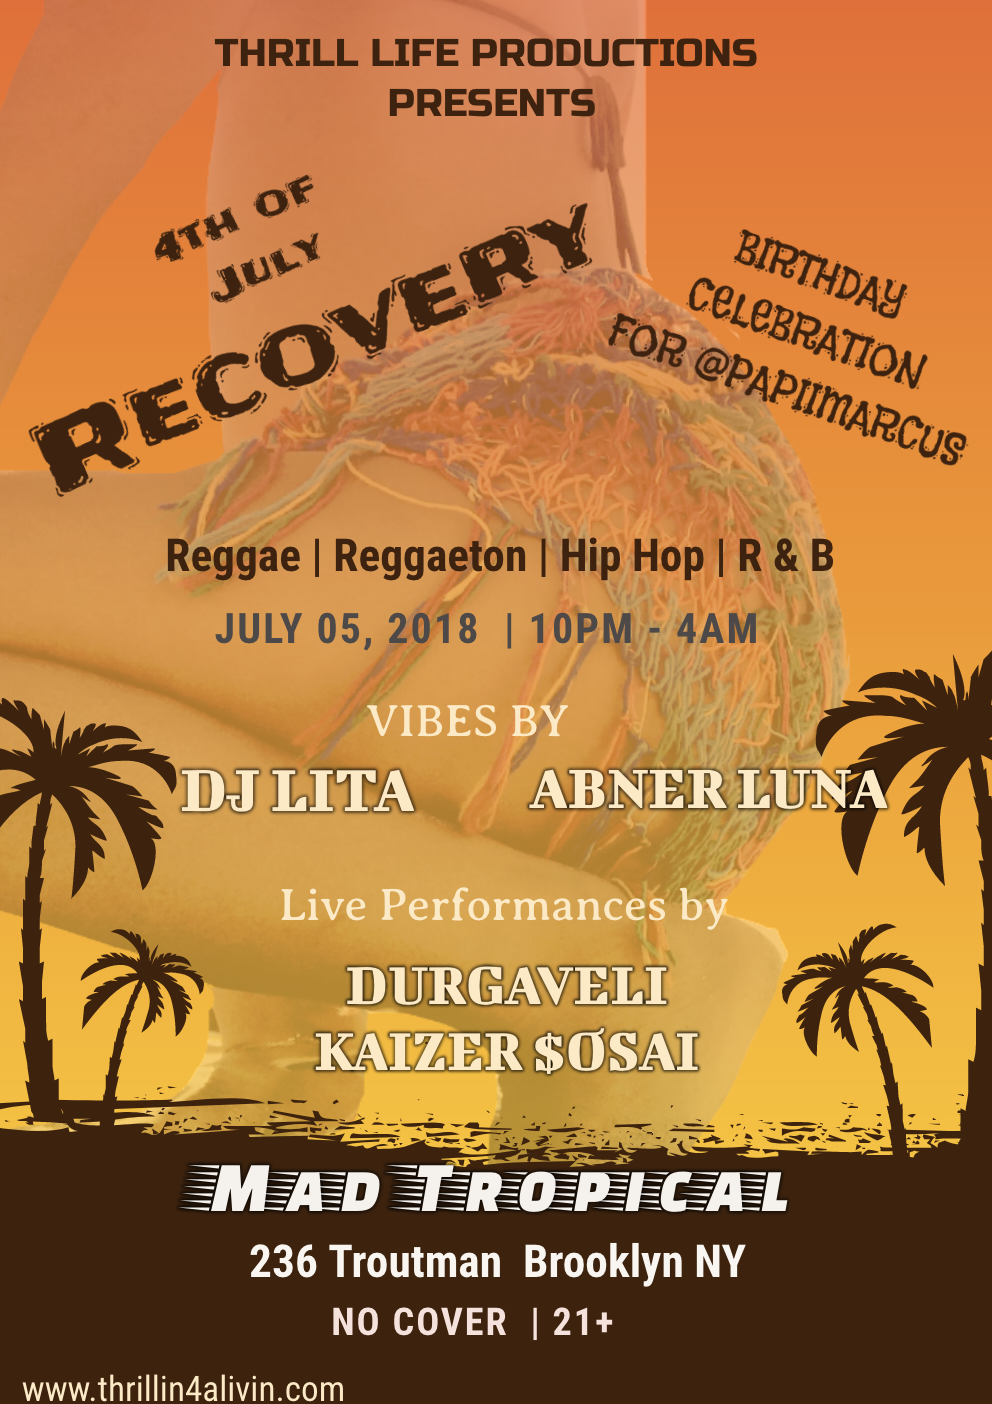 THRILL LIFE PRODUCTIONS
PRESENTS
4TH OF
JULY
RECOVERY
BIRTHDAY
CELEBRATION
FOR @PAPIIMARCUS
Reggae | Reggaeton | Hip Hop | R & B
JULY 05, 2018 | 10PM - 4AM
VIBES BY
DJ LITA ABNER LUNA
Live Performances by
DURGAVELI
KAIZER $OSAI
MAD TROPICAL
236 Troutman Brooklyn NY
NO COVER | 21+
www.thrillin4alivin.com